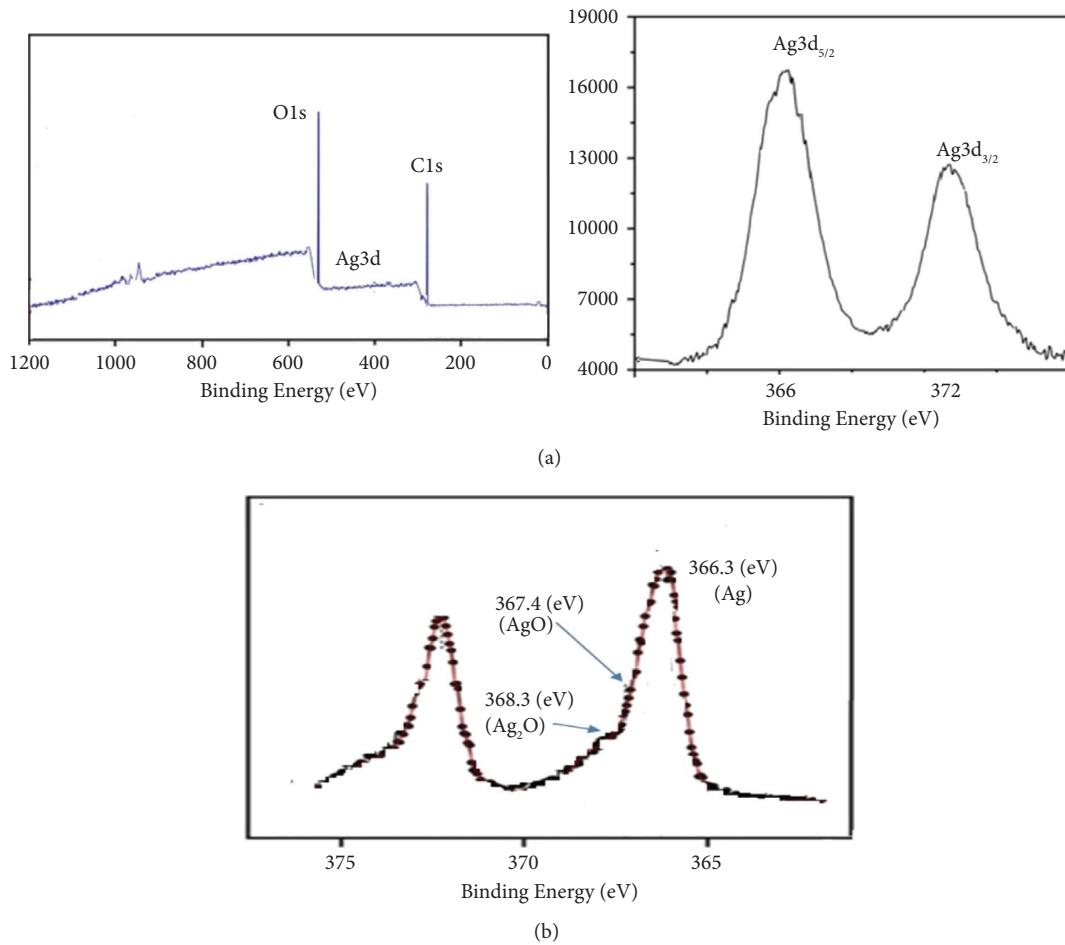 O1s
C1s
Ag3d
1200 1000 800 600 400 200 0
Binding Energy (eV)
19000
16000
13000
10000
7000
4000
Ag3d5/2
Ag3d3/2
366 372
Binding Energy (eV)
(a)
366.3 (eV)
(Ag)
367.4 (eV)
(AgO)
368.3 (eV)
(Ag2O)
375 370 365
Binding Energy (eV)
(b)